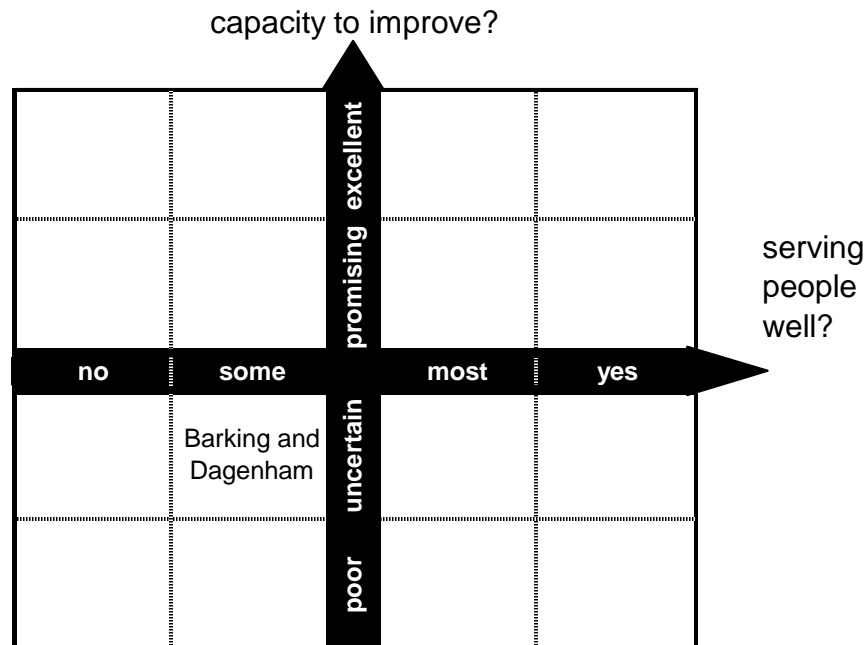 capacity to improve?
excellent
promising
serving
people
well?
no some most yes
Barking and
Dagenham
uncertain
poor